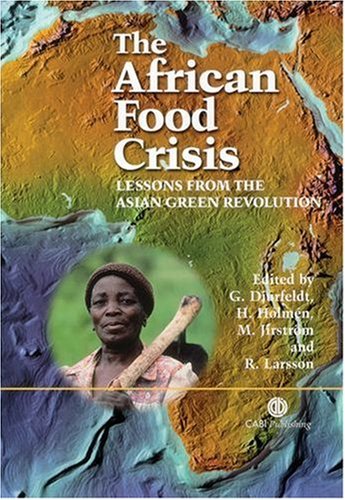 The
African
Food
Crisis
LESSONS FROM THE
ASIAN GREEN REVOLUTION
Edited by
G. Djurfeldt,
H. Holmén,
M. Jirström
and
R. Larsson
CABI Publishing